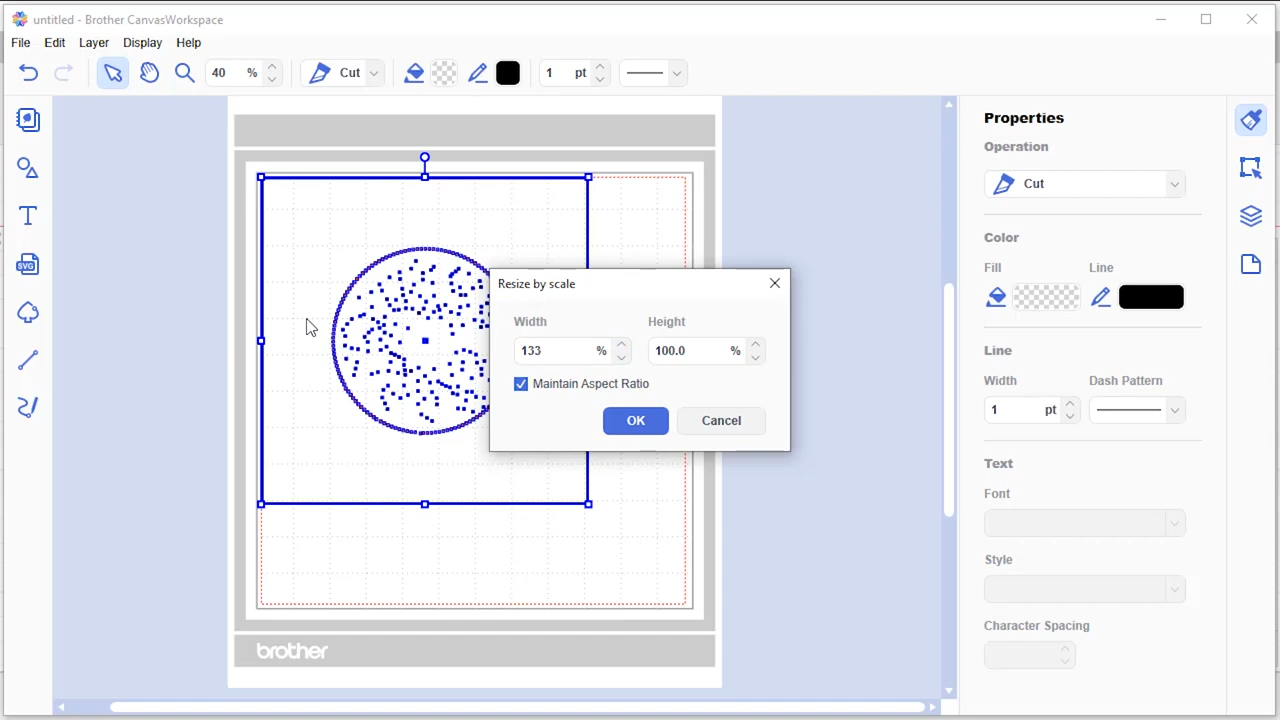 untitled - Brother CanvasWorkspace
File Edit Layer Display Help
40 % Cut 1 pt
SVG
brother
Resize by scale
Width Height
133 % 100.0 %
Maintain Aspect Ratio
OK Cancel
Properties
Operation
Cut
Color
Fill Line
Line
Width Dash Pattern
1 pt
Text
Font
Style
Character Spacing